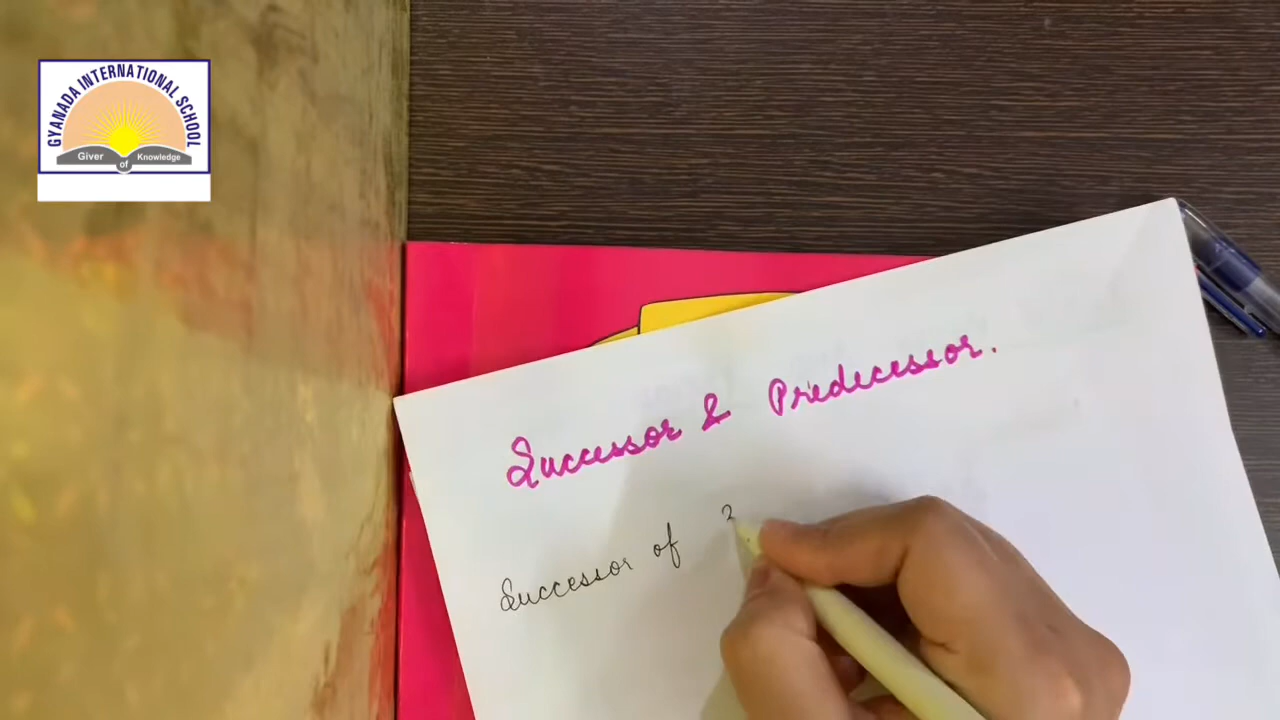 GYANADA INTERNATIONAL SCHOOL
Giver of Knowledge
Successor & Predecessor.
Successor of